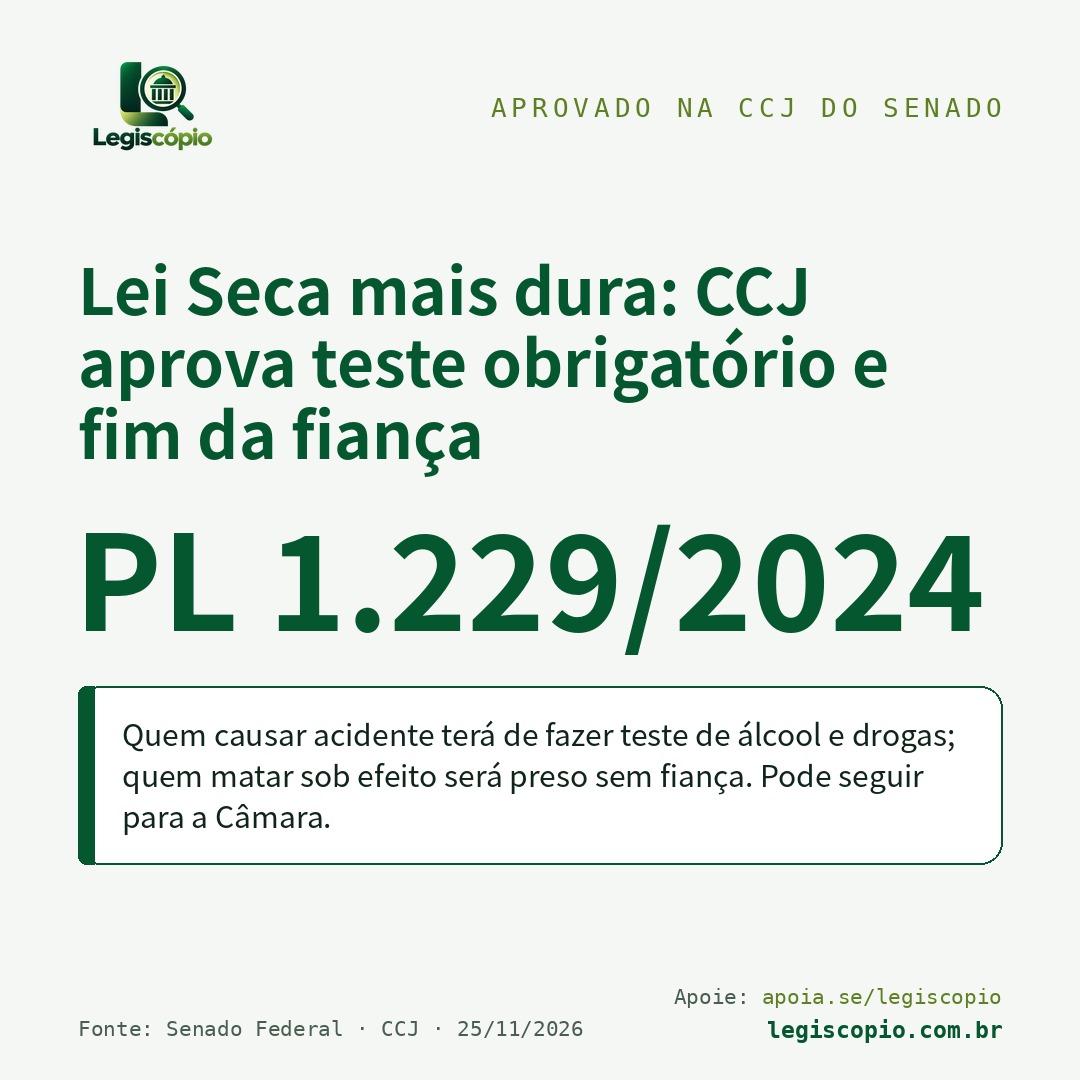 Legiscópio
APROVADO NA CCJ DO SENADO
Lei Seca mais dura: CCJ
aprova teste obrigatório e
fim da fiança
PL 1.229/2024
Quem causar acidente terá de fazer teste de álcool e drogas;
quem matar sob efeito será preso sem fiança. Pode seguir
para a Câmara.
Apoie: apoia.se/legiscopio
Fonte: Senado Federal · CCJ · 25/11/2026
legiscopio.com.br